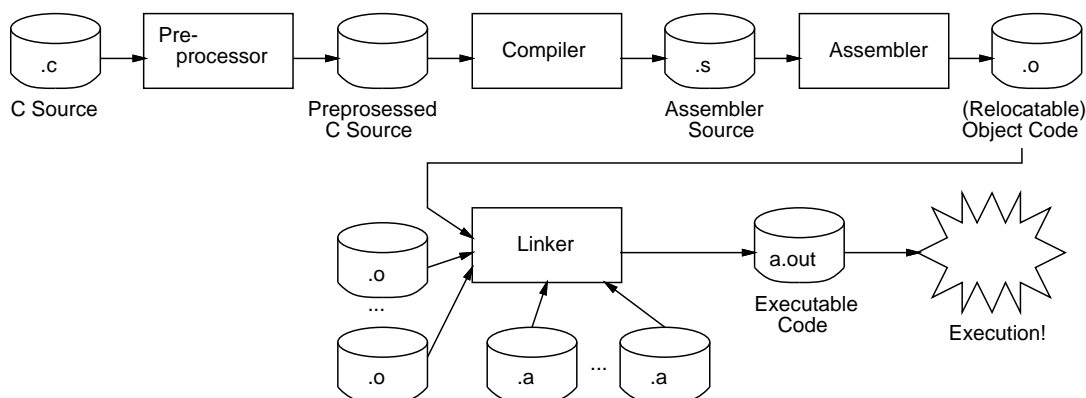 .c
C Source
Pre-
processor
Preprosessed
C Source
Compiler
.s
Assembler
Source
Assembler
.o
(Relocatable)
Object Code
.o
...
.o
Linker
.a
...
.a
a.out
Executable
Code
Execution!